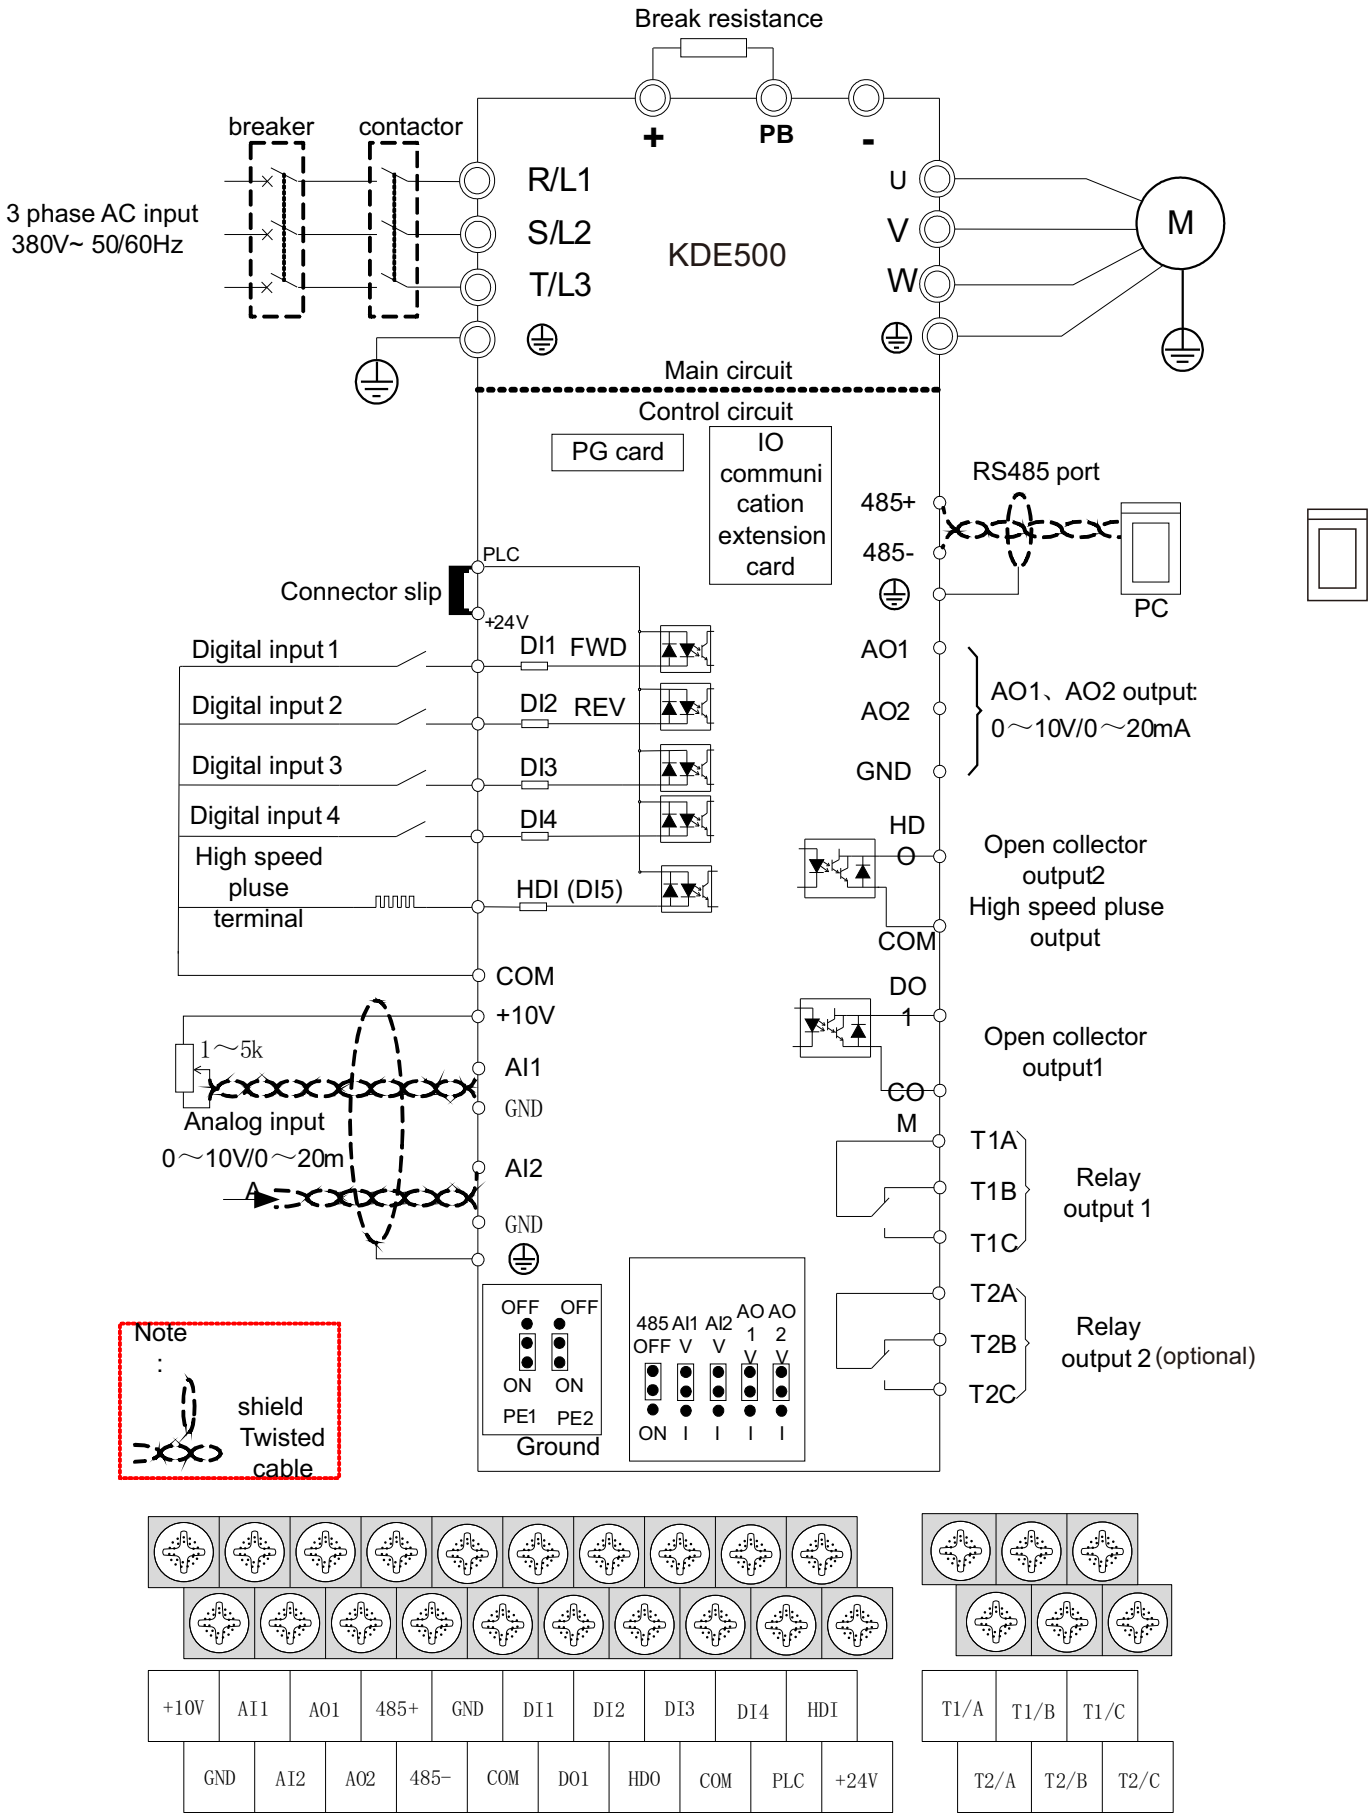 Break resistance
+
PB
-
breaker
contactor
3 phase AC input
380V~ 50/60Hz
R/L1
S/L2
T/L3
KDE500
U
V
W
M
Main circuit
Control circuit
PG card
IO
communi
cation
extension
card
RS485 port
485+
485-
PC
PLC
Connector slip
+24V
Digital input 1
DI1 FWD
Digital input 2
DI2 REV
Digital input 3
DI3
Digital input 4
DI4
High speed
pluse
terminal
HDI (DI5)
COM
+10V
1～5k
AI1
GND
Analog input
0～10V/0～20m
A
AI2
GND
AO1
AO2
GND
AO1、AO2 output:
0～10V/0～20mA
HD
O
COM
Open collector
output2
High speed pluse
output
DO
1
CO
M
Open collector
output1
T1A
T1B
T1C
Relay
output 1
T2A
T2B
T2C
Relay
output 2 (optional)
OFF OFF
ON ON
PE1 PE2
Ground
485 AI1 AI2 AO AO
1 2
OFF V V V V
ON I I I I
Note
:
shield
Twisted
cable
+10V AI1 AO1 485+ GND DI1 DI2 DI3 DI4 HDI
GND AI2 AO2 485- COM DO1 HDO COM PLC +24V
T1/A T1/B T1/C
T2/A T2/B T2/C